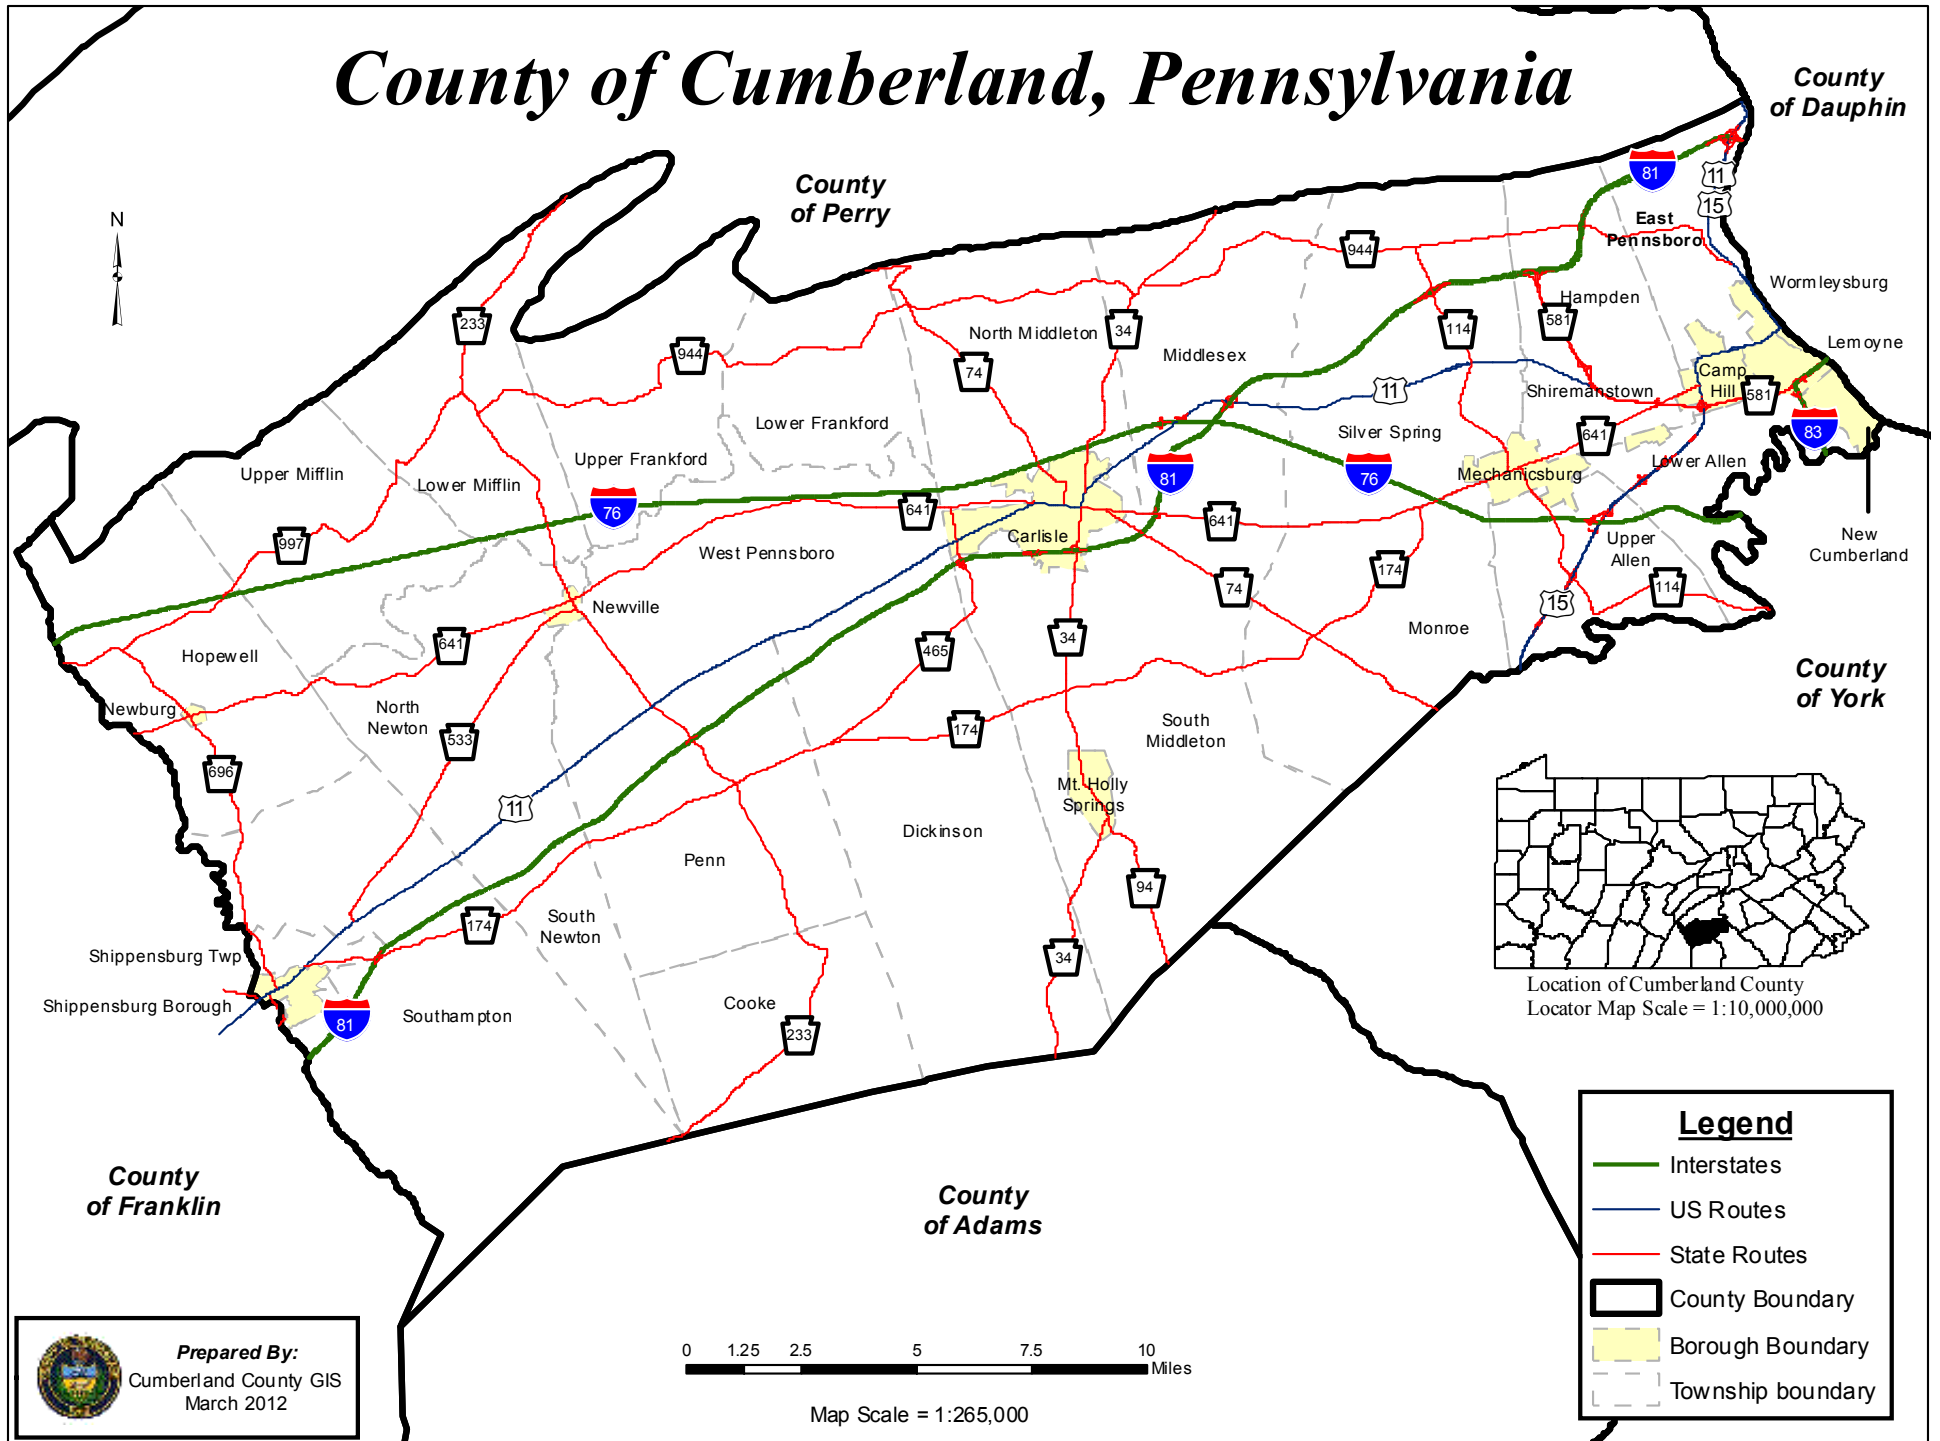 County of Cumberland, Pennsylvania
County
of Dauphin
County
of Perry
N
81
11
15
East
Pennsboro
944
Wormleysburg
Hampden
233
34
114
581
North Middleton
944
Middlesex
74
Lemoyne
Camp
Hill
11
Shiremanstown
581
Lower Frankford
Silver Spring
641
83
Upper Frankford
Upper Mifflin
Lower Mifflin
81
76
Mechanicsburg
Lower Allen
76
641
641
997
Carlisle
West Pennsboro
Upper
Allen
New
Cumberland
174
74
114
Newville
15
641
Hopewell
465
34
Monroe
County
of York
Newburg
North
Newton
533
174
South
Middleton
696
Mt. Holly
Springs
11
Dickinson
Penn
94
174
South
Newton
Shippensburg Twp
34
Shippensburg Borough
81
Southampton
Cooke
233
Location of Cumberland County
Locator Map Scale = 1:10,000,000
County
of Franklin
County
of Adams
Legend
Interstates
US Routes
State Routes
County Boundary
Borough Boundary
Township boundary
Prepared By:
Cumberland County GIS
March 2012
0 1.25 2.5 5 7.5 10
Miles
Map Scale = 1:265,000